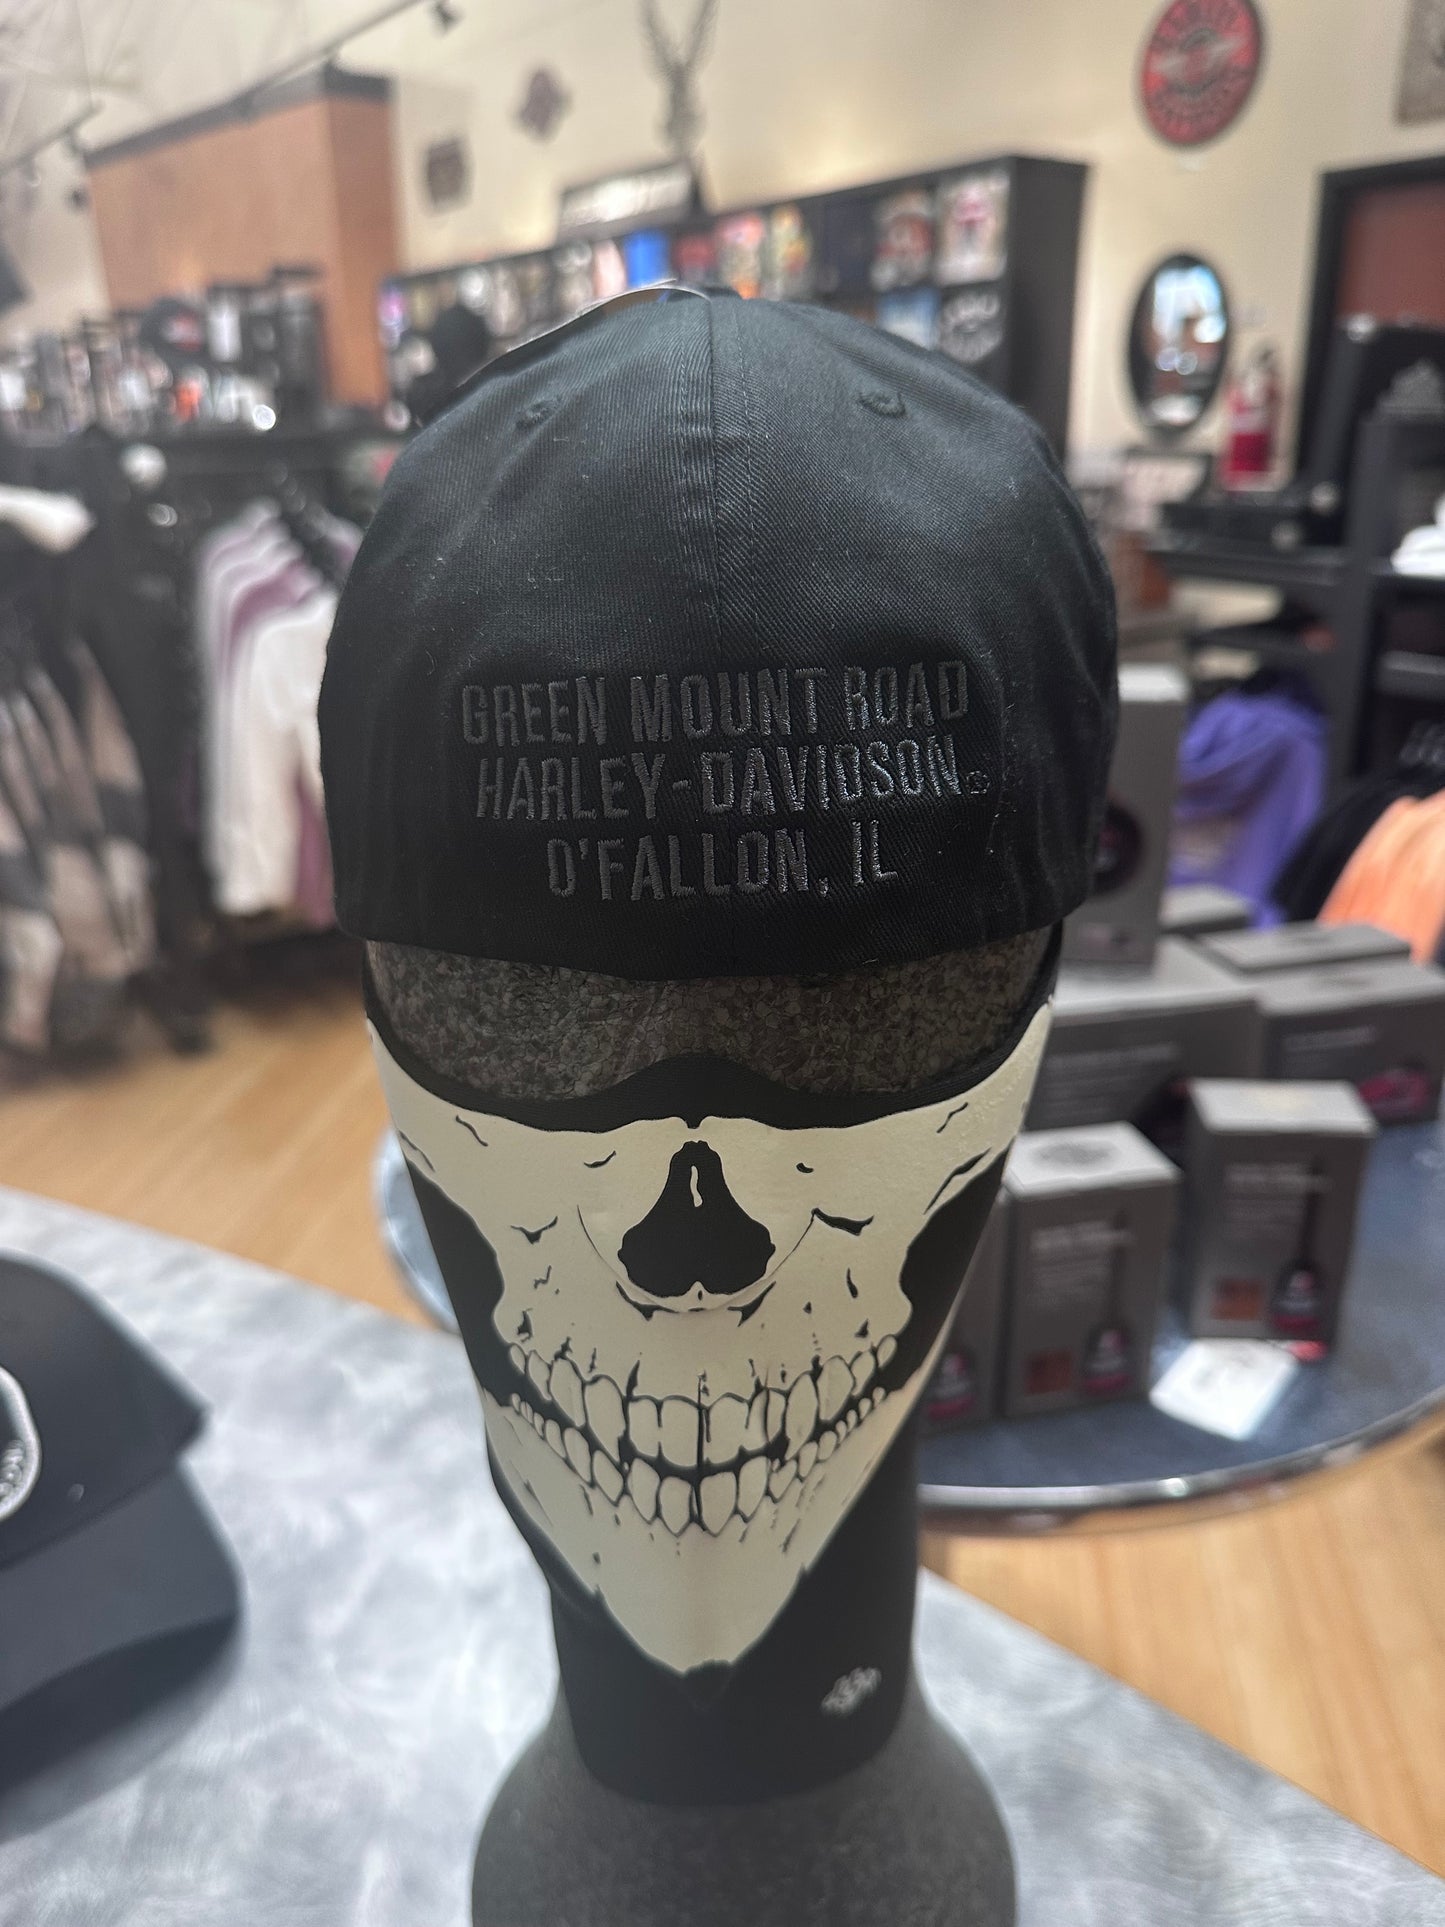 GREEN MOUNT ROAD
HARLEY-DAVIDSON®
O'FALLON, IL